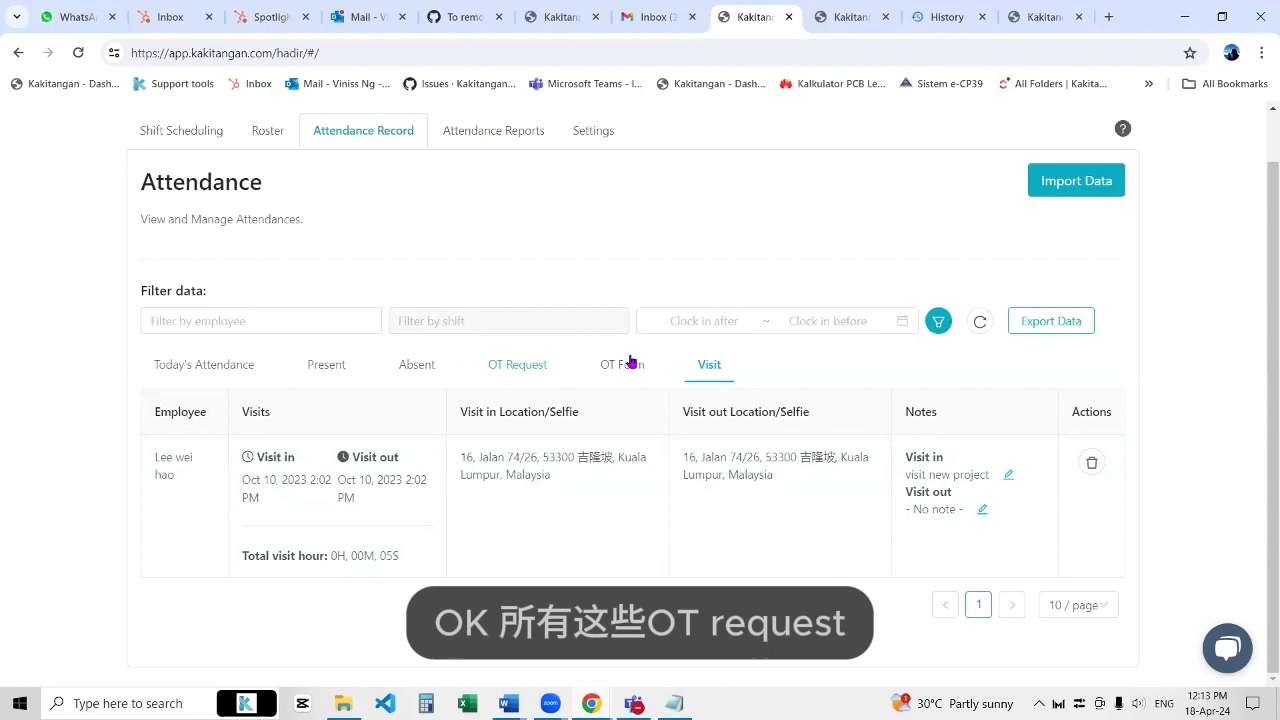 WhatsA
Inbox
Spotligh
Mail - Vi
To remu
Kakitan
Inbox (3
Kakitan
Kakitan
History
Kakitan
https://app.kakitangan.com/hadir/#/
Kakitangan - Dash...
Support tools
Inbox
Mail - Viniss Ng -...
Issues · Kakitangan...
Microsoft Teams - I...
Kakitangan - Dash...
Kalkulator PCB Le...
Sistem e-CP39
All Folders | Kakita...
»
All Bookmarks
Shift Scheduling
Roster
Attendance Record
Attendance Reports
Settings
?
Attendance
Import Data
View and Manage Attendances.
Filter data:
Filter by employee
Filter by shift
Clock in after
~
Clock in before
Export Data
Today's Attendance
Present
Absent
OT Request
OT Form
Visit
Employee
Visits
Visit in Location/Selfie
Visit out Location/Selfie
Notes
Actions
Lee wei
hao
Visit in
Oct 10, 2023 2:02
PM
Visit out
Oct 10, 2023 2:02
PM
Total visit hour: 0H, 00M, 05S
16, Jalan 74/26, 53300 吉隆坡, Kuala
Lumpur, Malaysia
16, Jalan 74/26, 53300 吉隆坡, Kuala
Lumpur, Malaysia
Visit in
visit new project
Visit out
- No note -
< 1 >
10 / page
OK 所有这些OT request
Type here to search
zoom
1
30°C Partly sunny
ENG
12:13 PM
18-Apr-24